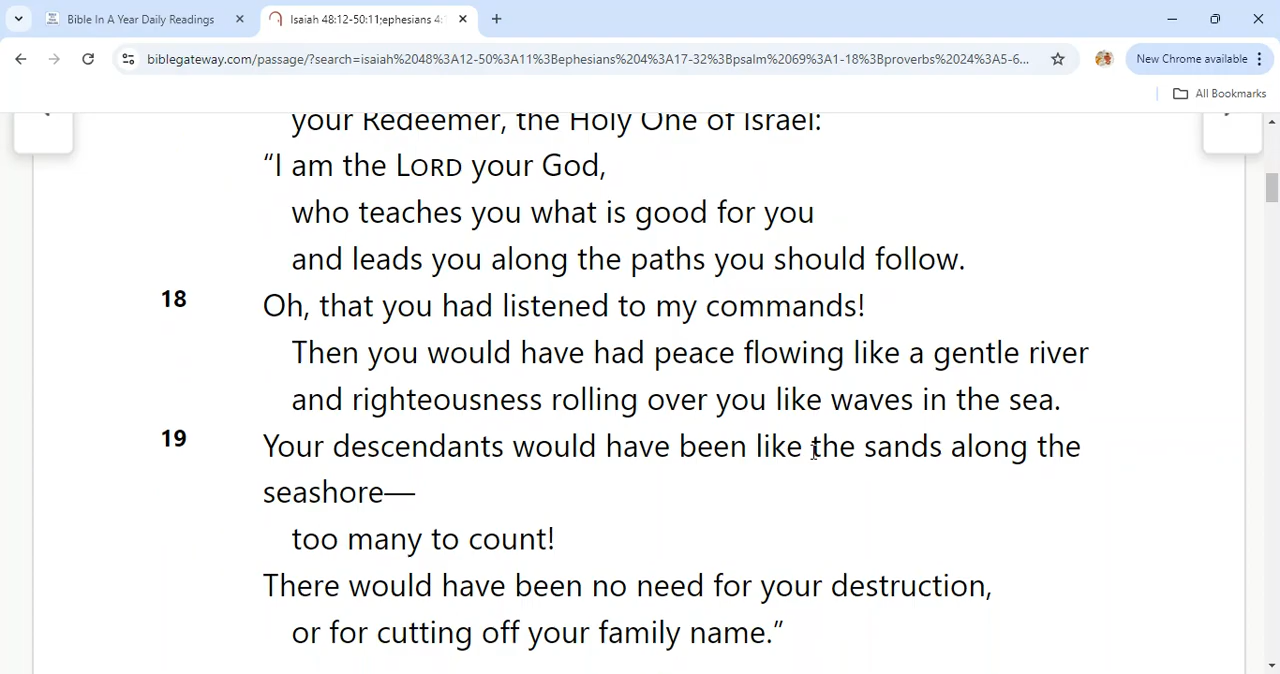 Bible In A Year Daily Readings
Isaiah 48:12-50:11;ephesians 4:
biblegateway.com/passage/?search=isaiah%2048%3A12-50%3A11%3Bephesians%204%3A17-32%3Bpsalm%2069%3A1-18%3Bproverbs%2024%3A5-6...
New Chrome available
All Bookmarks
your Redeemer, the Holy One of Israel:
“I am the LORD your God,
who teaches you what is good for you
and leads you along the paths you should follow.
18 Oh, that you had listened to my commands!
Then you would have had peace flowing like a gentle river
and righteousness rolling over you like waves in the sea.
19 Your descendants would have been like the sands along the
seashore—
too many to count!
There would have been no need for your destruction,
or for cutting off your family name.”